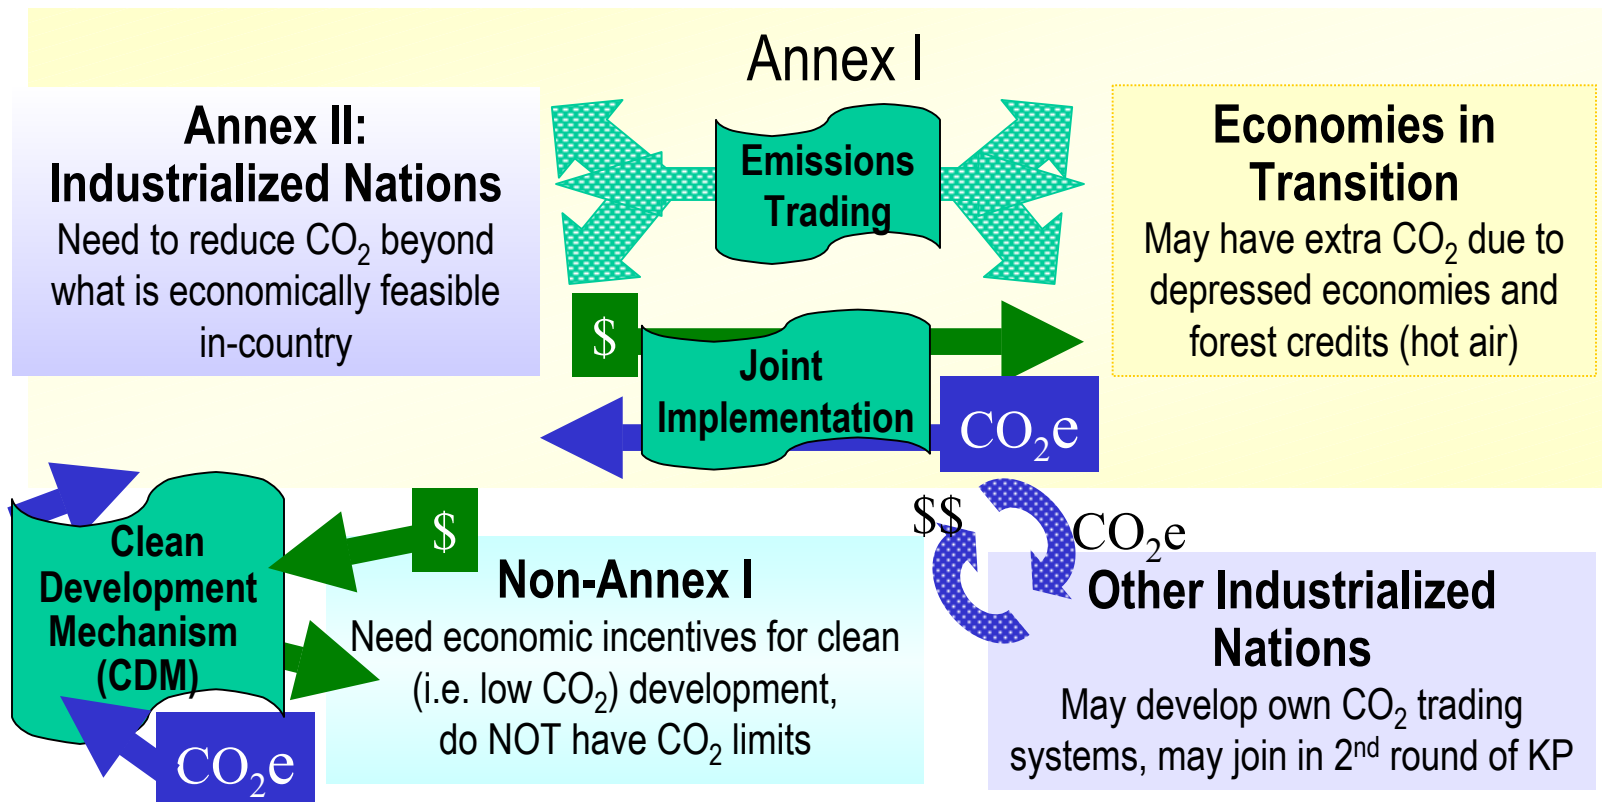 Annex I
Annex II:
Industrialized Nations
Need to reduce CO₂ beyond
what is economically feasible
in-country
Emissions
Trading
Economies in
Transition
May have extra CO₂ due to
depressed economies and
forest credits (hot air)
$
Joint
Implementation
CO₂e
Clean
Development
Mechanism
(CDM)
$
CO₂e
Non-Annex I
Need economic incentives for clean
(i.e. low CO₂) development,
do NOT have CO₂ limits
$$
CO₂e
Other Industrialized
Nations
May develop own CO₂ trading
systems, may join in 2ⁿᵈ round of KP